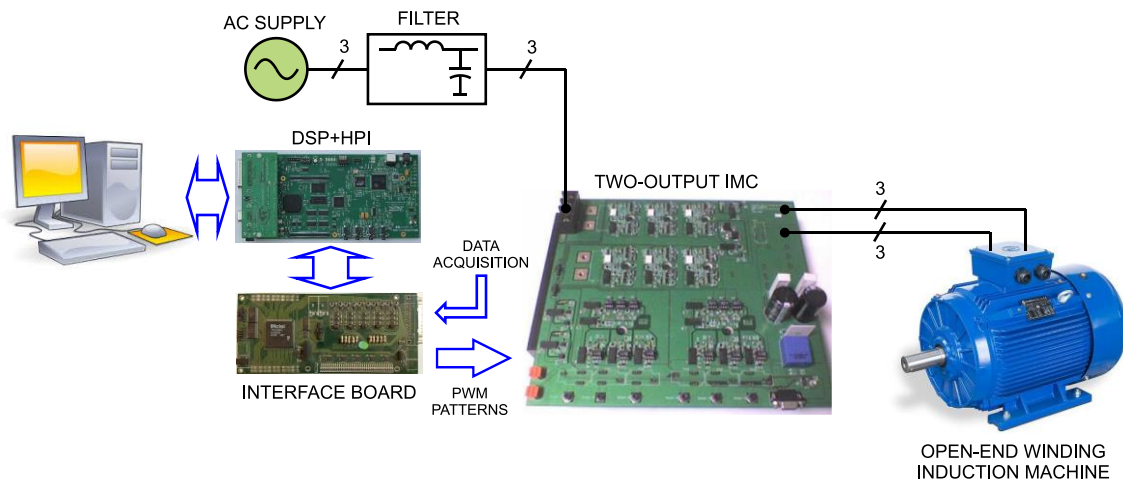 AC SUPPLY
FILTER
3
3
DSP+HPI
TWO-OUTPUT IMC
3
3
DATA
ACQUISITION
INTERFACE BOARD
PWM
PATTERNS
OPEN-END WINDING
INDUCTION MACHINE